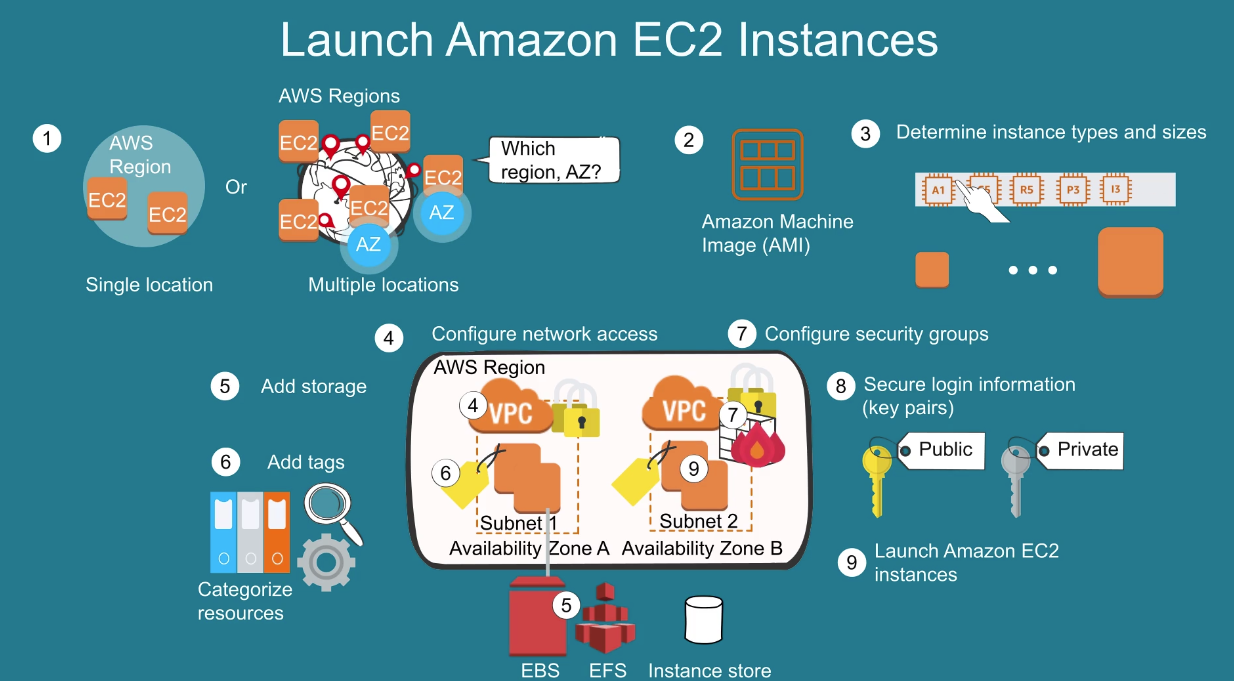 Launch Amazon EC2 Instances
1
AWS
Region
EC2
EC2
Single location
Or
AWS Regions
EC2
EC2
EC2
EC2
EC2
AZ
AZ
Which
region, AZ?
Multiple locations
2
Amazon Machine
Image (AMI)
3
Determine instance types and sizes
A1
R5
P3
I3
4
Configure network access
7
Configure security groups
5
Add storage
6
Add tags
Categorize
resources
AWS Region
4
VPC
6
Subnet 1
Availability Zone A
VPC
7
9
Subnet 2
Availability Zone B
5
EBS
EFS
Instance store
8
Secure login information
(key pairs)
Public
Private
9
Launch Amazon EC2
instances